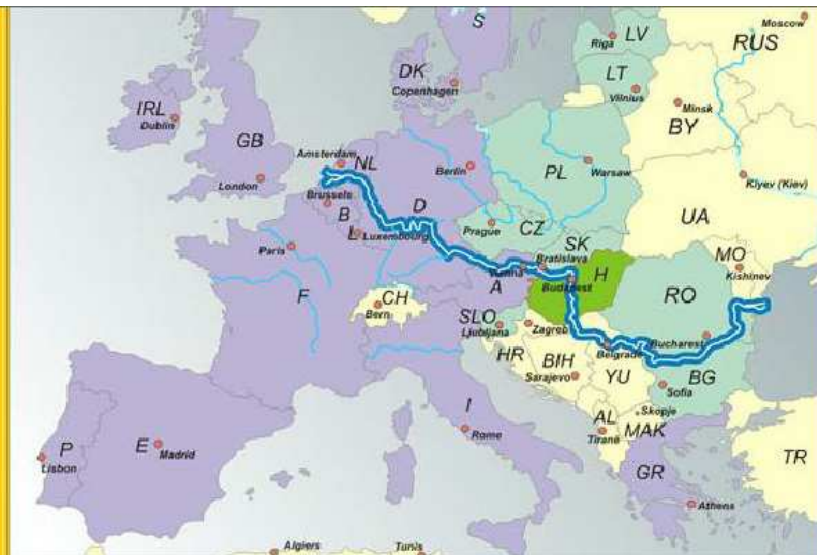 S
Moscow
RUS
LV
Riga
DK
Copenhagen
LT
Vilnius
IRL
Dublin
Minsk
BY
GB
Amsterdam
NL
Berlin
PL
Warsaw
London
Brussels
Kiyev (Kiev)
B
D
L
Luxembourg
Prague
CZ
UA
Paris
SK
Bratislava
MO
Kishinev
Vienna
H
A
Budapest
F
CH
Bern
RO
SLO
Ljubljana
Zagreb
Bucharest
HR
BIH
Belgrade
Sarajevo
YU
BG
Sofia
I
Rome
AL
Skopje
Tiranë
MAK
P
E
Madrid
Lisbon
GR
TR
Athens
Algiers
Tunis